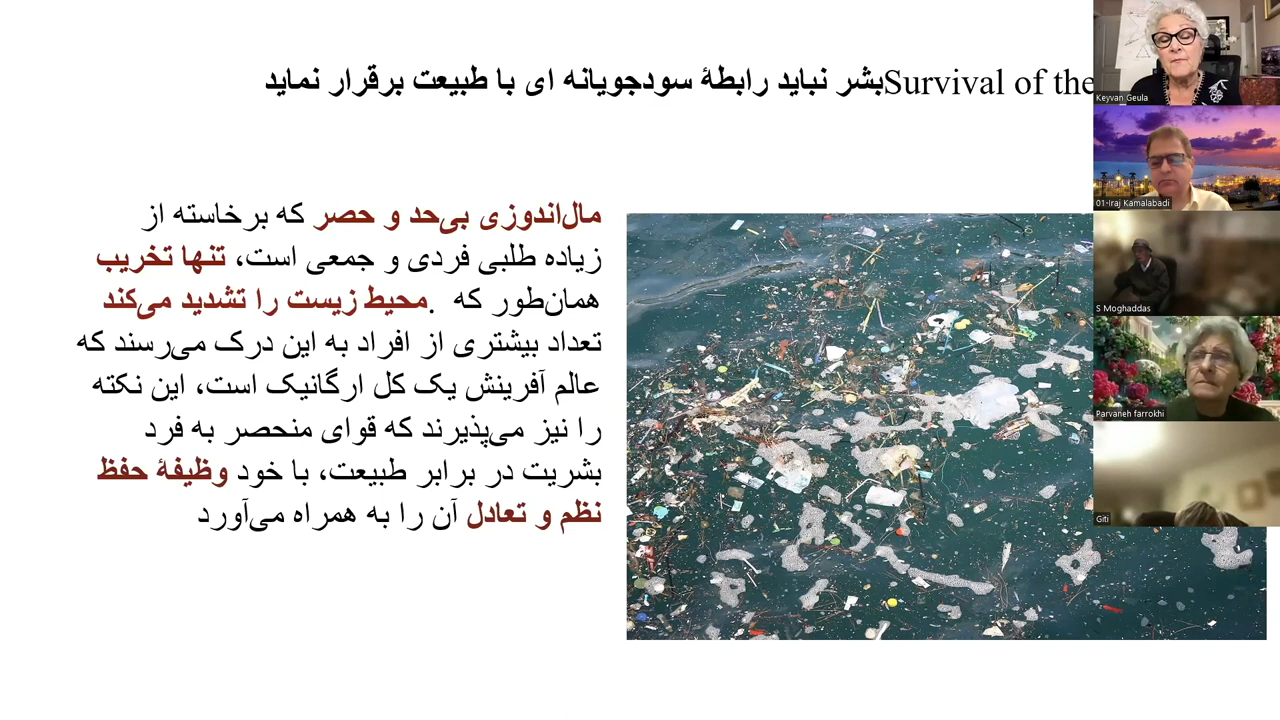 بشر نباید رابطهٔ سودجویانه ای با طبیعت برقرار نماید Survival of the
مال‌اندوزی بی‌حد و حصر که برخاسته از
زیاده طلبی فردی و جمعی است، تنها تخریب
محیط زیست را تشدید می‌کند. همان‌طور که
تعداد بیشتری از افراد به این درک می‌رسند که
عالم آفرینش یک کل ارگانیک است، این نکته
را نیز می‌پذیرند که قوای منحصر به فرد
بشریت در برابر طبیعت، با خود وظیفهٔ حفظ
نظم و تعادل آن را به همراه می‌آورد
Keyvan Geula
01-Iraj Kamalabadi
S Moghaddas
Parvaneh farrokhi
Giti